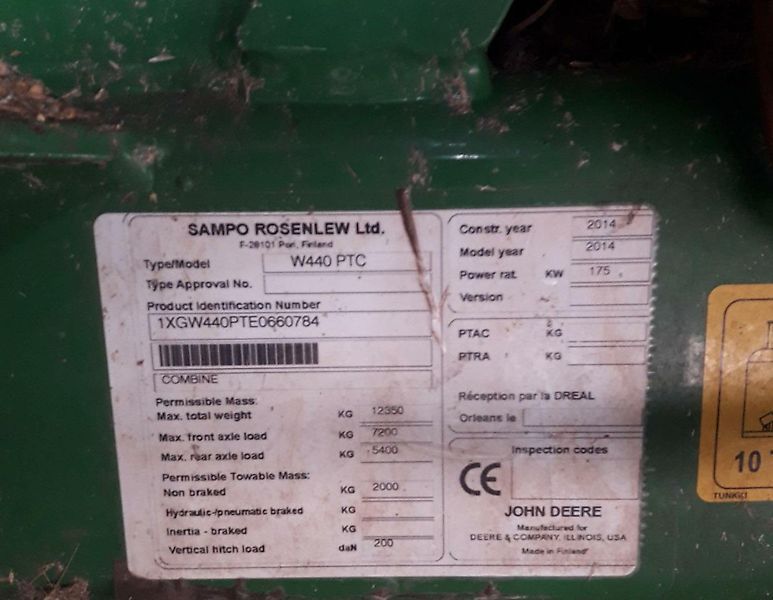 SAMPO ROSENLEW Ltd.
F-28101 Pori, Finland
Type/Model W440 PTC
Type Approval No.
Product Identification Number
1XGW440PTE0660784
COMBINE
Permissible Mass:
Max. total weight KG 12350
Max. front axle load KG 7200
Max. rear axle load KG 5400
Permissible Towable Mass:
Non braked KG 2000
Hydraulic-/pneumatic braked KG
Inertia - braked KG
Vertical hitch load daN 200
Constr. year 2014
Model year 2014
Power rat. KW 175
Version
PTAC KG
PTRA KG
Réception par la DREAL
Orleans le
Inspection codes
CE
JOHN DEERE
Manufactured for
DEERE & COMPANY, ILLINOIS, USA
Made in Finland
10
TUNKGO